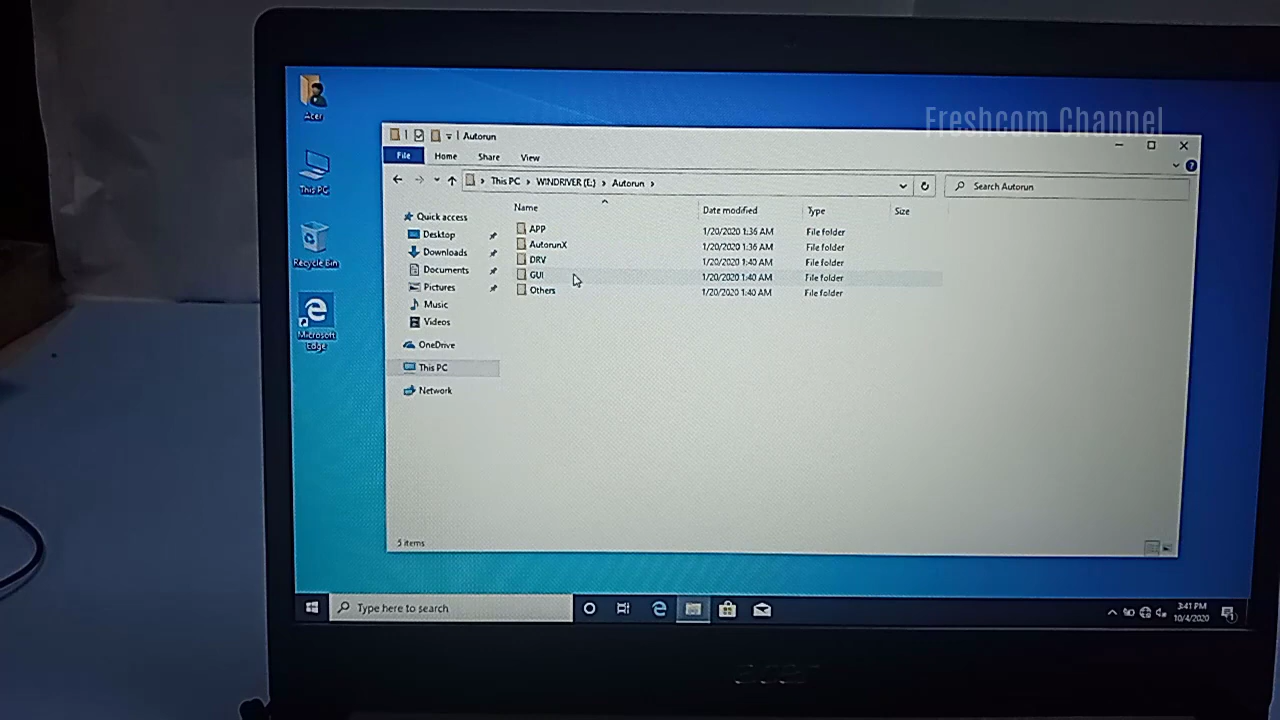 Freshcom Channel
Acer
This PC
Recycle Bin
Microsoft
Edge
Autorun
File Home Share View
This PC > WINDRIVER (E:) > Autorun >
Search Autorun
Quick access
Desktop
Downloads
Documents
Pictures
Music
Videos
OneDrive
This PC
Network
Name Date modified Type Size
APP 1/20/2020 1:36 AM File folder
AutorunX 1/20/2020 1:36 AM File folder
DRV 1/20/2020 1:40 AM File folder
GUI 1/20/2020 1:40 AM File folder
Others 1/20/2020 1:40 AM File folder
5 items
Type here to search
3:41 PM
10/4/2020
1
acer